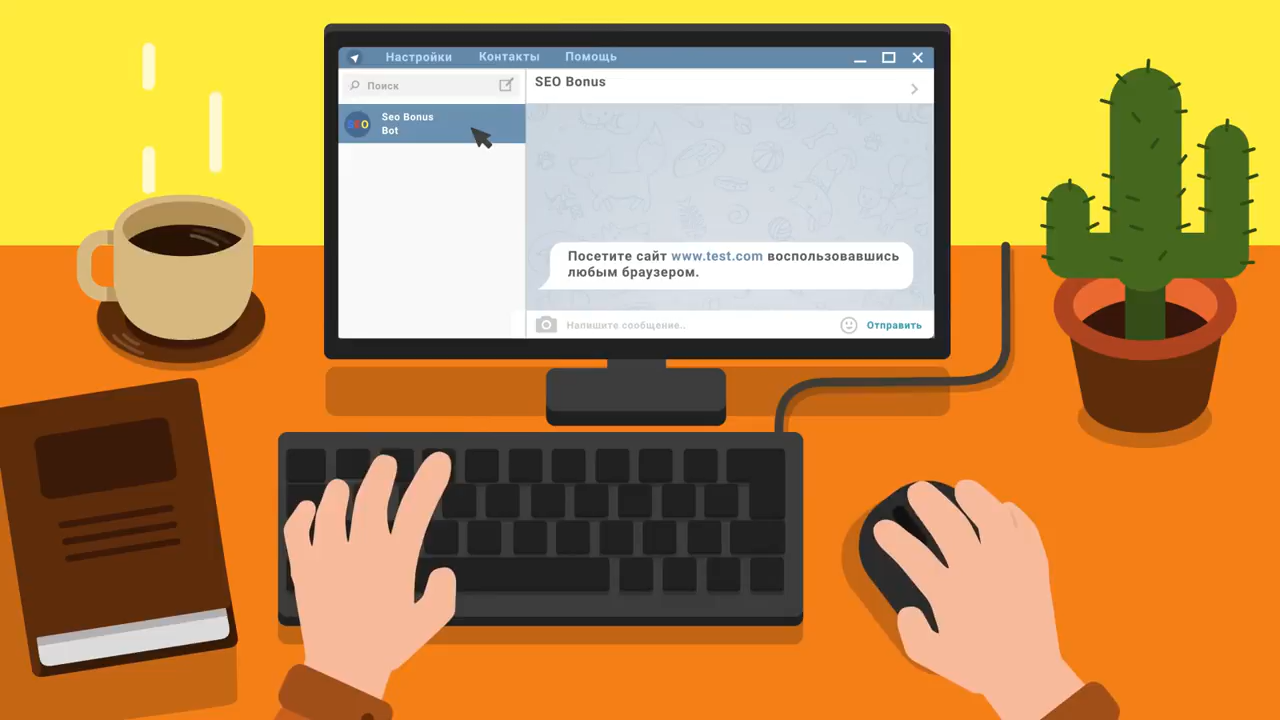 Настройки Контакты Помощь
Поиск
SEO Bonus
SEO
Seo Bonus
Bot
Посетите сайт www.test.com воспользовавшись
любым браузером.
Напишите сообщение...
Отправить